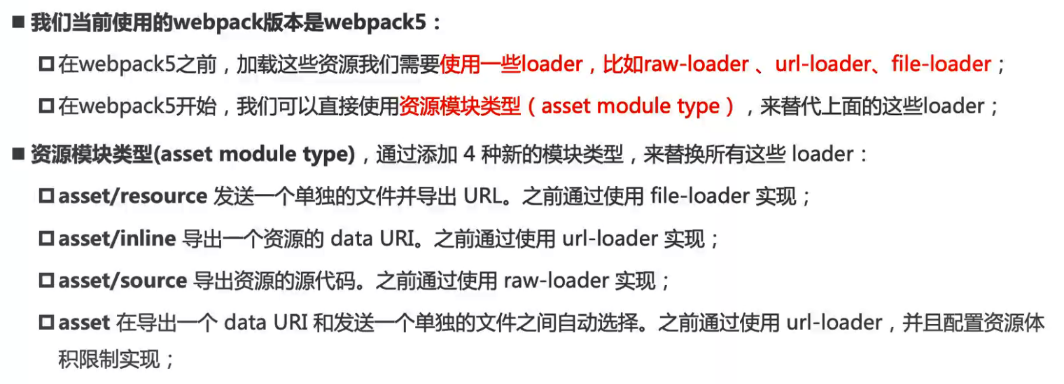 ■ 我们当前使用的webpack版本是webpack5：
□ 在webpack5之前，加载这些资源我们需要使用一些loader，比如raw-loader 、url-loader、file-loader；
□ 在webpack5开始，我们可以直接使用资源模块类型（asset module type），来替代上面的这些loader；
■ 资源模块类型(asset module type)，通过添加 4 种新的模块类型，来替换所有这些 loader：
□ asset/resource 发送一个单独的文件并导出 URL。之前通过使用 file-loader 实现；
□ asset/inline 导出一个资源的 data URI。之前通过使用 url-loader 实现；
□ asset/source 导出资源的源代码。之前通过使用 raw-loader 实现；
□ asset 在导出一个 data URI 和发送一个单独的文件之间自动选择。之前通过使用 url-loader，并且配置资源体
积限制实现；